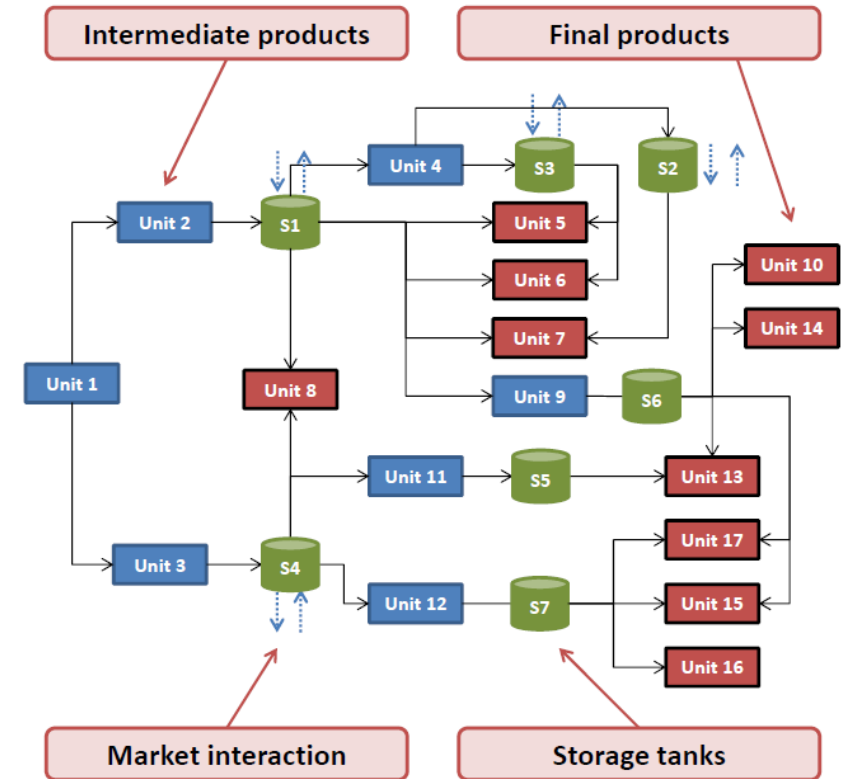 Intermediate products
Final products
Unit 4
S3
S2
Unit 2
S1
Unit 5
Unit 10
Unit 6
Unit 14
Unit 7
Unit 1
Unit 8
Unit 9
S6
Unit 11
S5
Unit 13
Unit 17
Unit 3
S4
Unit 12
S7
Unit 15
Unit 16
Market interaction
Storage tanks